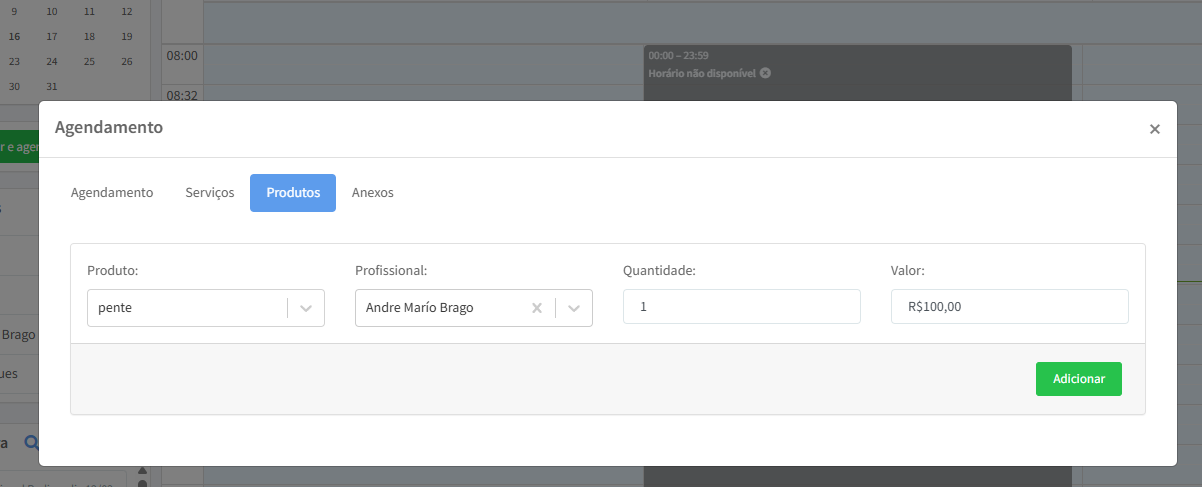 9 10 11 12
16 17 18 19
23 24 25 26
30 31
08:00
08:32
00:00 – 23:59
Horário não disponível
r e agen
Agendamento
×
Agendamento Serviços Produtos Anexos
Produto: Profissional: Quantidade: Valor:
pente Andre Marío Brago 1 R$100,00
Adicionar
s
Brago
ues
ra